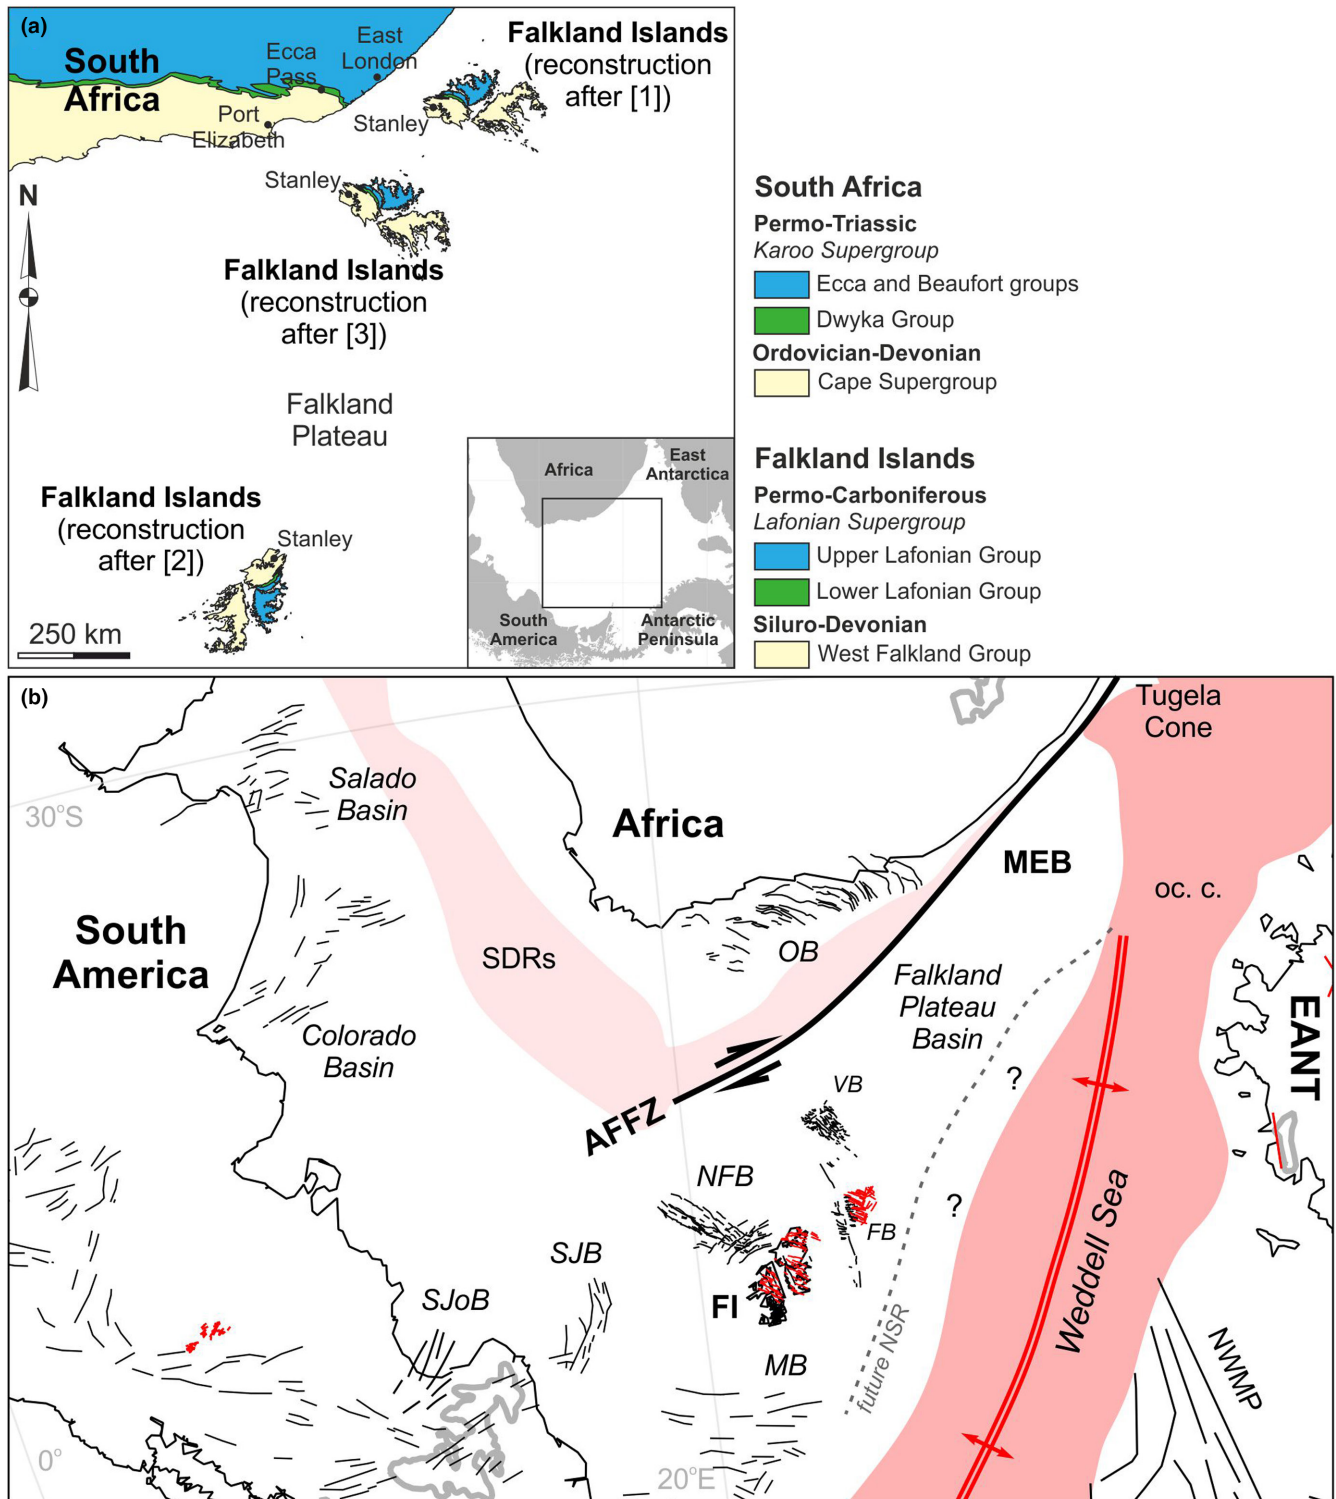 (a)
South
Africa
Ecca
Pass
East
London
Port
Elizabeth
Stanley
Falkland Islands
(reconstruction
after [1])
N
Stanley
Falkland Islands
(reconstruction
after [3])
Falkland
Plateau
Falkland Islands
(reconstruction
after [2])
Stanley
250 km
Africa
East
Antarctica
South
America
Antarctic
Peninsula
South Africa
Permo-Triassic
Karoo Supergroup
Ecca and Beaufort groups
Dwyka Group
Ordovician-Devonian
Cape Supergroup
Falkland Islands
Permo-Carboniferous
Lafonian Supergroup
Upper Lafonian Group
Lower Lafonian Group
Siluro-Devonian
West Falkland Group
(b)
Tugela
Cone
30°S
Salado
Basin
Africa
MEB
oc. c.
South
America
SDRs
OB
Falkland
Plateau
Basin
Colorado
Basin
EANT
?
VB
AFFZ
NFB
?
FB
SJB
SJoB
FI
Weddell Sea
MB
future NSR
NWMP
0°
20°E